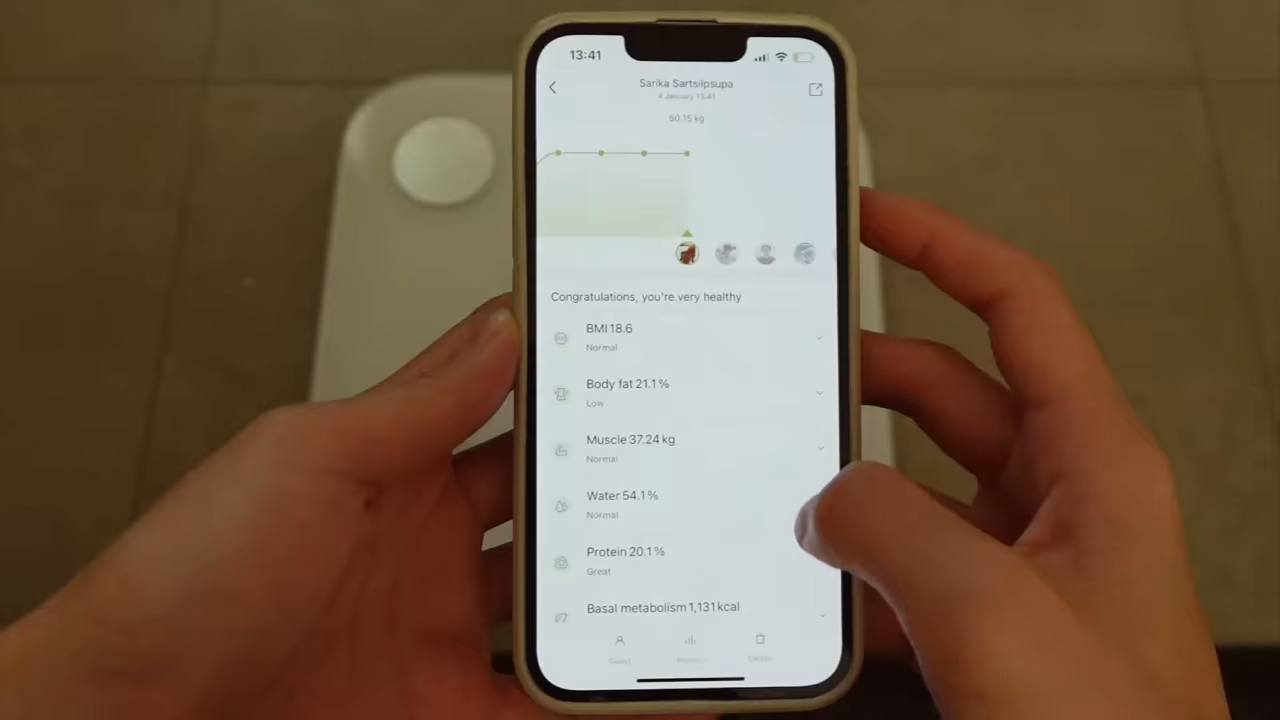 13:41
Sarika Sartsilpsupa
4 January 13:41
50.15 kg
Congratulations, you're very healthy
BMI 18.6
Normal
Body fat 21.1%
Low
Muscle 37.24 kg
Normal
Water 54.1%
Normal
Protein 20.1%
Great
Basal metabolism 1,131 kcal
Delete